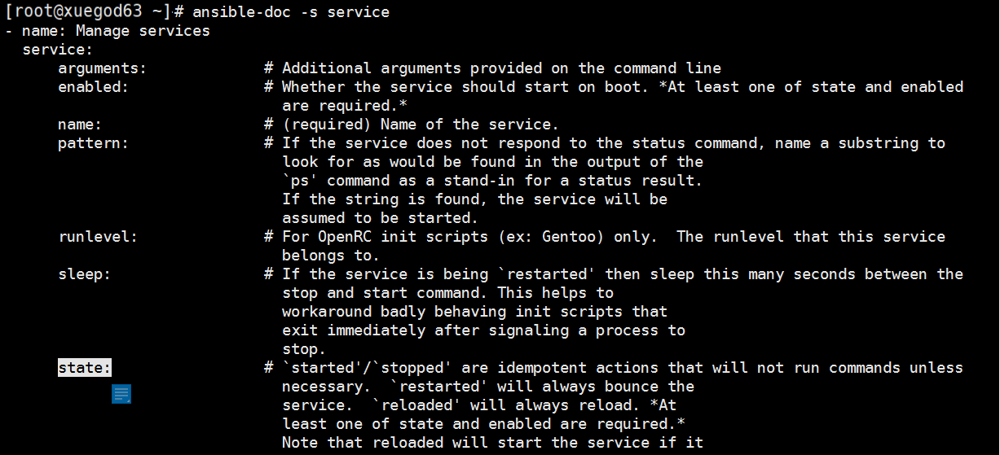 [root@xuegod63 ~]# ansible-doc -s service
- name: Manage services
  service:
      arguments:             # Additional arguments provided on the command line
      enabled:               # Whether the service should start on boot. *At least one of state and enabled
                               are required.*
      name:                  # (required) Name of the service.
      pattern:               # If the service does not respond to the status command, name a substring to
                               look for as would be found in the output of the
                               `ps' command as a stand-in for a status result.
                               If the string is found, the service will be
                               assumed to be started.
      runlevel:              # For OpenRC init scripts (ex: Gentoo) only.  The runlevel that this service
                               belongs to.
      sleep:                 # If the service is being `restarted' then sleep this many seconds between the
                               stop and start command. This helps to
                               workaround badly behaving init scripts that
                               exit immediately after signaling a process to
                               stop.
      state:                 # `started'/`stopped' are idempotent actions that will not run commands unless
                               necessary.  `restarted' will always bounce the
                               service.  `reloaded' will always reload. *At
                               least one of state and enabled are required.*
                               Note that reloaded will start the service if it